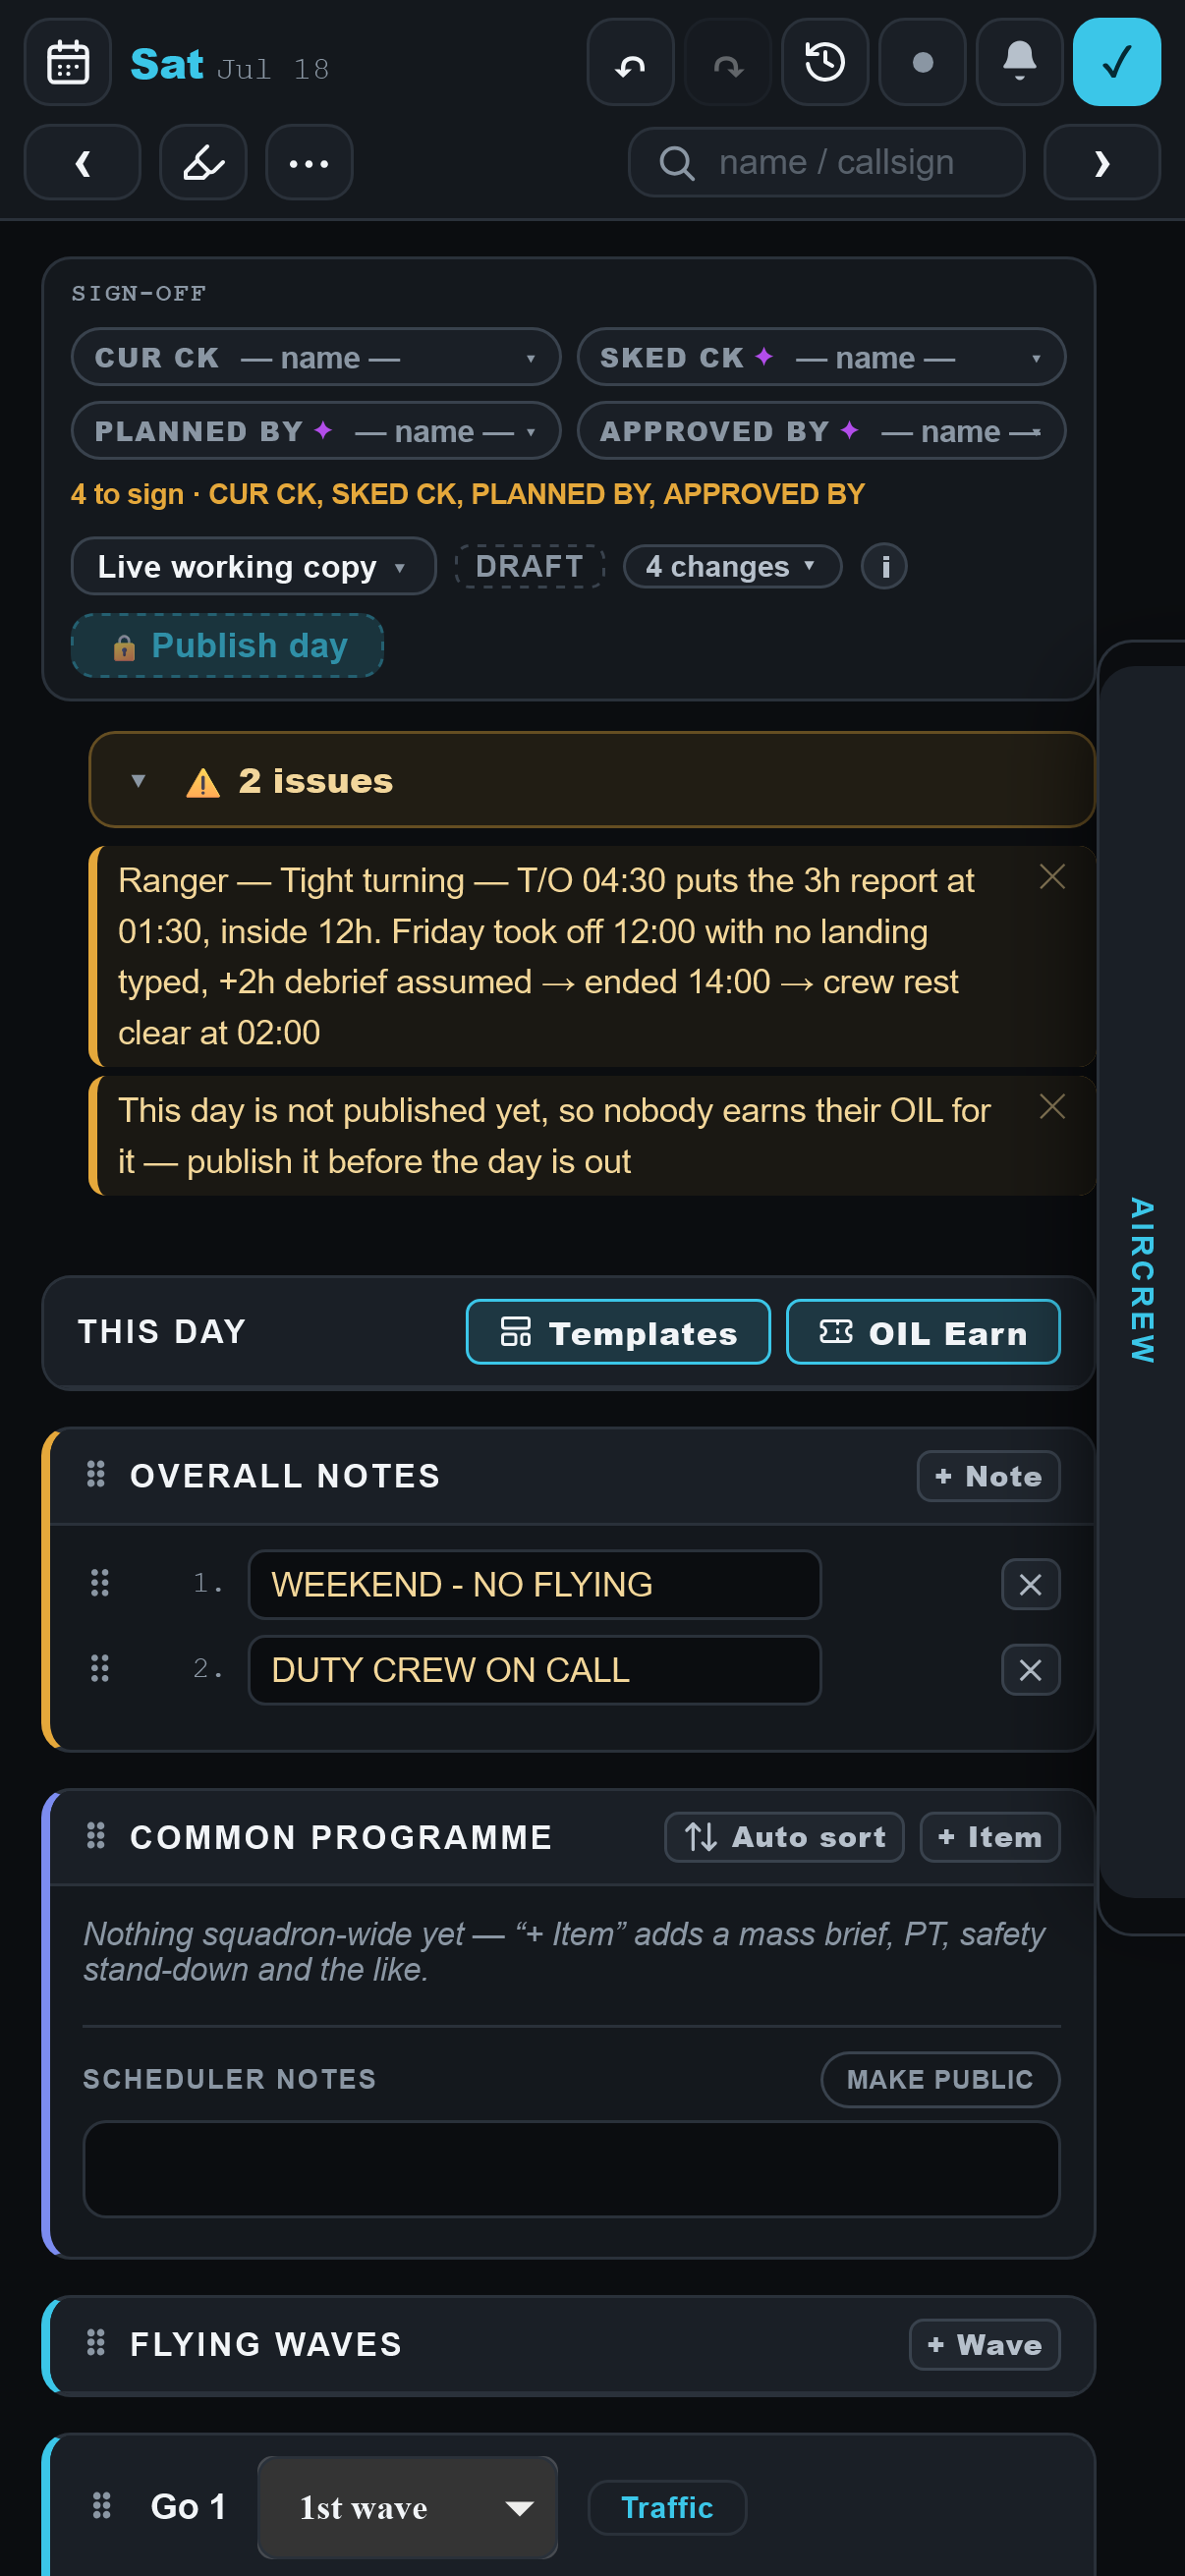 Sat Jul 18
name / callsign
SIGN-OFF
CUR CK — name —
SKED CK ✦ — name —
PLANNED BY ✦ — name —
APPROVED BY ✦ — name —
4 to sign · CUR CK, SKED CK, PLANNED BY, APPROVED BY
Live working copy
DRAFT
4 changes
i
Publish day
2 issues
Ranger — Tight turning — T/O 04:30 puts the 3h report at
01:30, inside 12h. Friday took off 12:00 with no landing
typed, +2h debrief assumed → ended 14:00 → crew rest
clear at 02:00
This day is not published yet, so nobody earns their OIL for
it — publish it before the day is out
AIRCREW
THIS DAY
Templates
OIL Earn
OVERALL NOTES
+ Note
1. WEEKEND - NO FLYING
2. DUTY CREW ON CALL
COMMON PROGRAMME
Auto sort
+ Item
Nothing squadron-wide yet — “+ Item” adds a mass brief, PT, safety
stand-down and the like.
SCHEDULER NOTES
MAKE PUBLIC
FLYING WAVES
+ Wave
Go 1
1st wave
Traffic